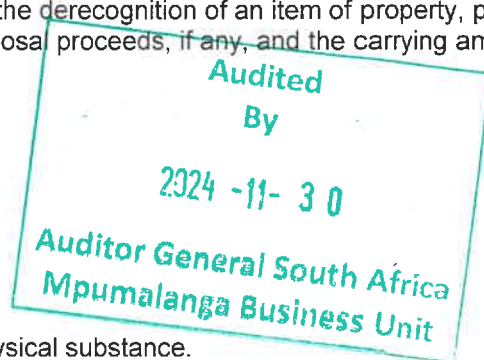 the derecognition of an item of property, p
osal proceeds, if any, and the carrying am
Audited
By
2024 -11- 30
Auditor General South Africa
Mpumalanga Business Unit
ysical substance.